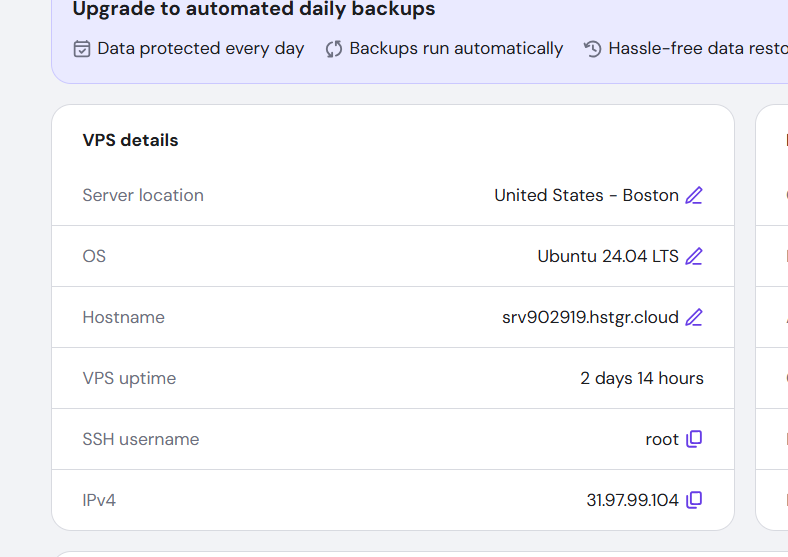 Upgrade to automated daily backups
Data protected every day Backups run automatically Hassle-free data
VPS details
Server location United States - Boston
OS Ubuntu 24.04 LTS
Hostname srv902919.hstgr.cloud
VPS uptime 2 days 14 hours
SSH username root
IPv4 31.97.99.104